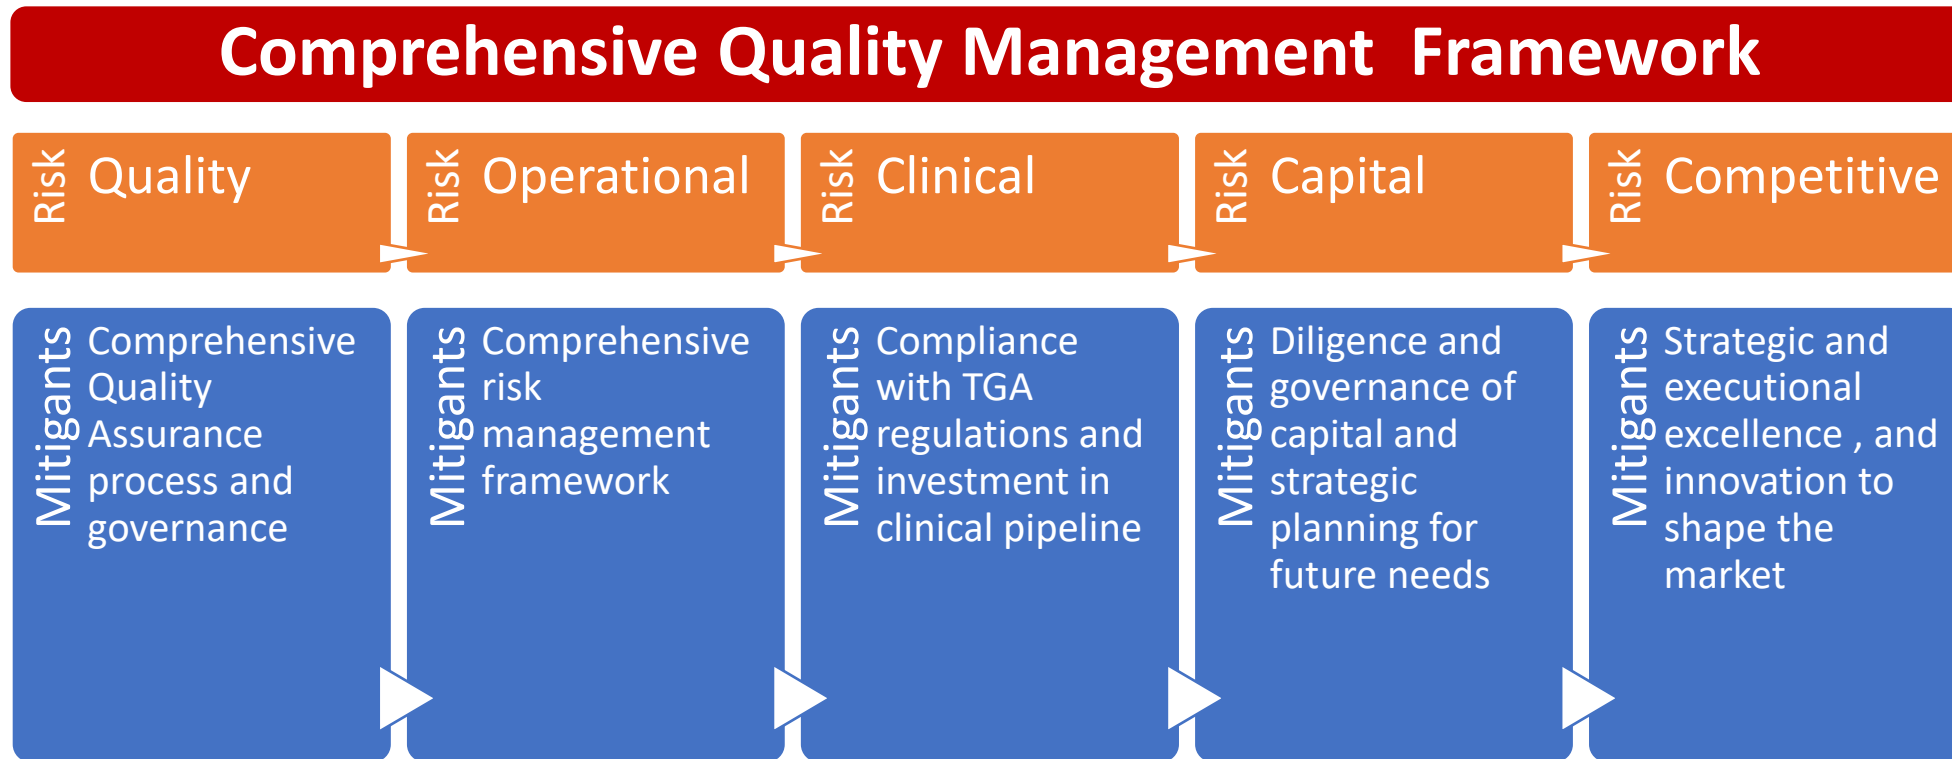 Comprehensive Quality Management  Framework
Risk
Quality
Risk
Operational
Risk
Clinical
Risk
Capital
Risk
Competitive
Mitigants
Comprehensive
Quality
Assurance
process and
governance
Mitigants
Comprehensive
risk
management
framework
Mitigants
Compliance
with TGA
regulations and
investment in
clinical pipeline
Mitigants
Diligence and
governance of
capital and
strategic
planning for
future needs
Mitigants
Strategic and
executional
excellence , and
innovation to
shape the
market